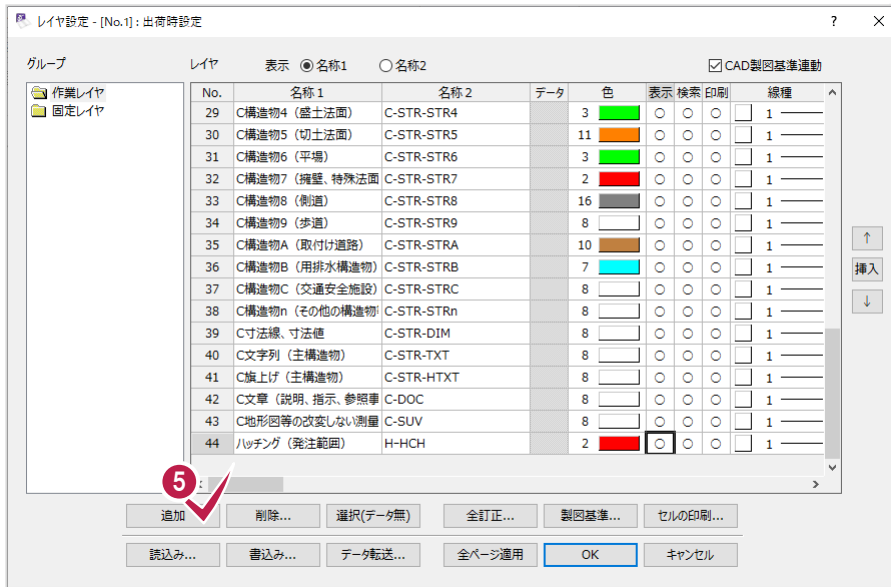 レイヤ設定 - [No.1] : 出荷時設定 ? ×
グループ レイヤ 表示 名称1 名称2 CAD製図基準連動
作業レイヤ
固定レイヤ
No. 名称１ 名称２ データ 色 表示 検索 印刷 線種
29 C構造物4（盛土法面） C-STR-STR4 3 ○ ○ ○ 1
30 C構造物5（切土法面） C-STR-STR5 11 ○ ○ ○ 1
31 C構造物6（平場） C-STR-STR6 3 ○ ○ ○ 1
32 C構造物7（擁壁、特殊法面 C-STR-STR7 2 ○ ○ ○ 1
33 C構造物8（側道） C-STR-STR8 16 ○ ○ ○ 1
34 C構造物9（歩道） C-STR-STR9 8 ○ ○ ○ 1
35 C構造物A（取付け道路） C-STR-STRA 10 ○ ○ ○ 1
36 C構造物B（用排水構造物） C-STR-STRB 7 ○ ○ ○ 1
37 C構造物C（交通安全施設） C-STR-STRC 8 ○ ○ ○ 1
38 C構造物n（その他の構造物 C-STR-STRn 8 ○ ○ ○ 1
39 C寸法線、寸法値 C-STR-DIM 8 ○ ○ ○ 1
40 C文字列（主構造物） C-STR-TXT 8 ○ ○ ○ 1
41 C旗上げ（主構造物） C-STR-HTXT 8 ○ ○ ○ 1
42 C文章（説明、指示、参照事 C-DOC 8 ○ ○ ○ 1
43 C地形図等の改変しない測量 C-SUV 8 ○ ○ ○ 1
44 ハッチング（発注範囲） H-HCH 2 ○ ○ ○ 1
↑
挿入
↓
5
追加 削除... 選択(データ無) 全訂正... 製図基準... セルの印刷...
読込み... 書込み... データ転送... 全ページ適用 OK キャンセル